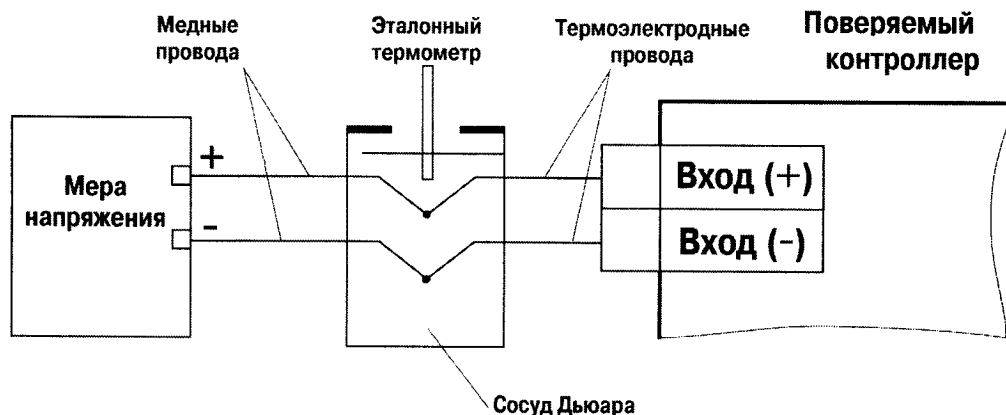 Медные
провода
Эталонный
термометр
Термоэлектродные
провода
Поверяемый
контроллер
+
Мера
напряжения
-
Вход (+)
Вход (-)
Сосуд Дьюара